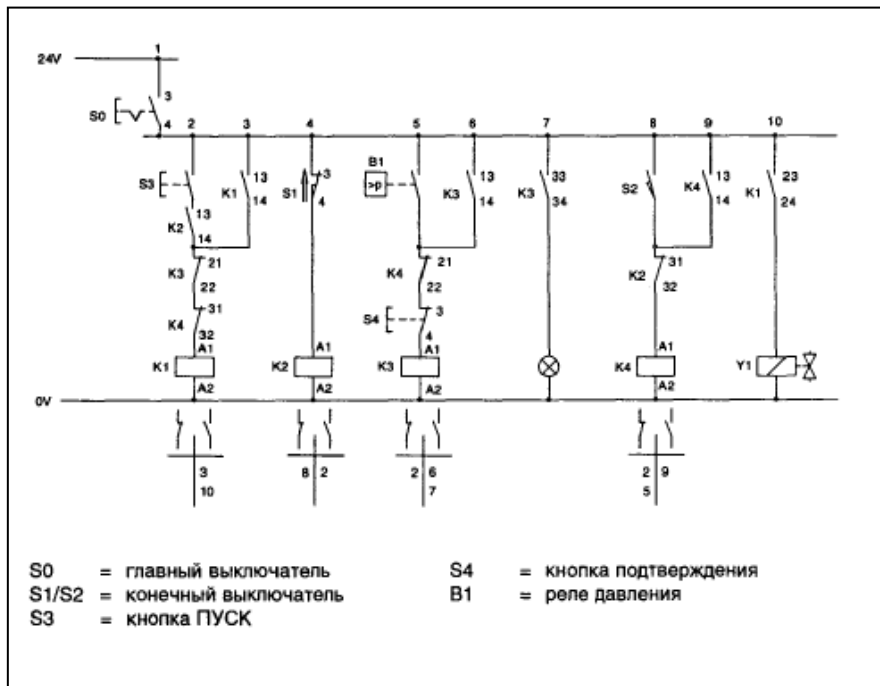 1
24V
3
S0
4
2 3 4 5 6 7 8 9 10
B1
S3 K1 13 14 S1 3 4 >p K3 13 14 K3 33 34 S2 K4 13 14 K1 23 24
K2 13 14
K3 21 22 K4 21 22 K2 31 32
K4 31 32 S4 3 4
A1 A1 A1 A1
K1 K2 K3 K4 Y1
A2 A2 A2 A2
0V
3 8 2 2 6 2 9
10 7 5
S0 = главный выключатель
S1/S2 = конечный выключатель
S3 = кнопка ПУСК
S4 = кнопка подтверждения
B1 = реле давления